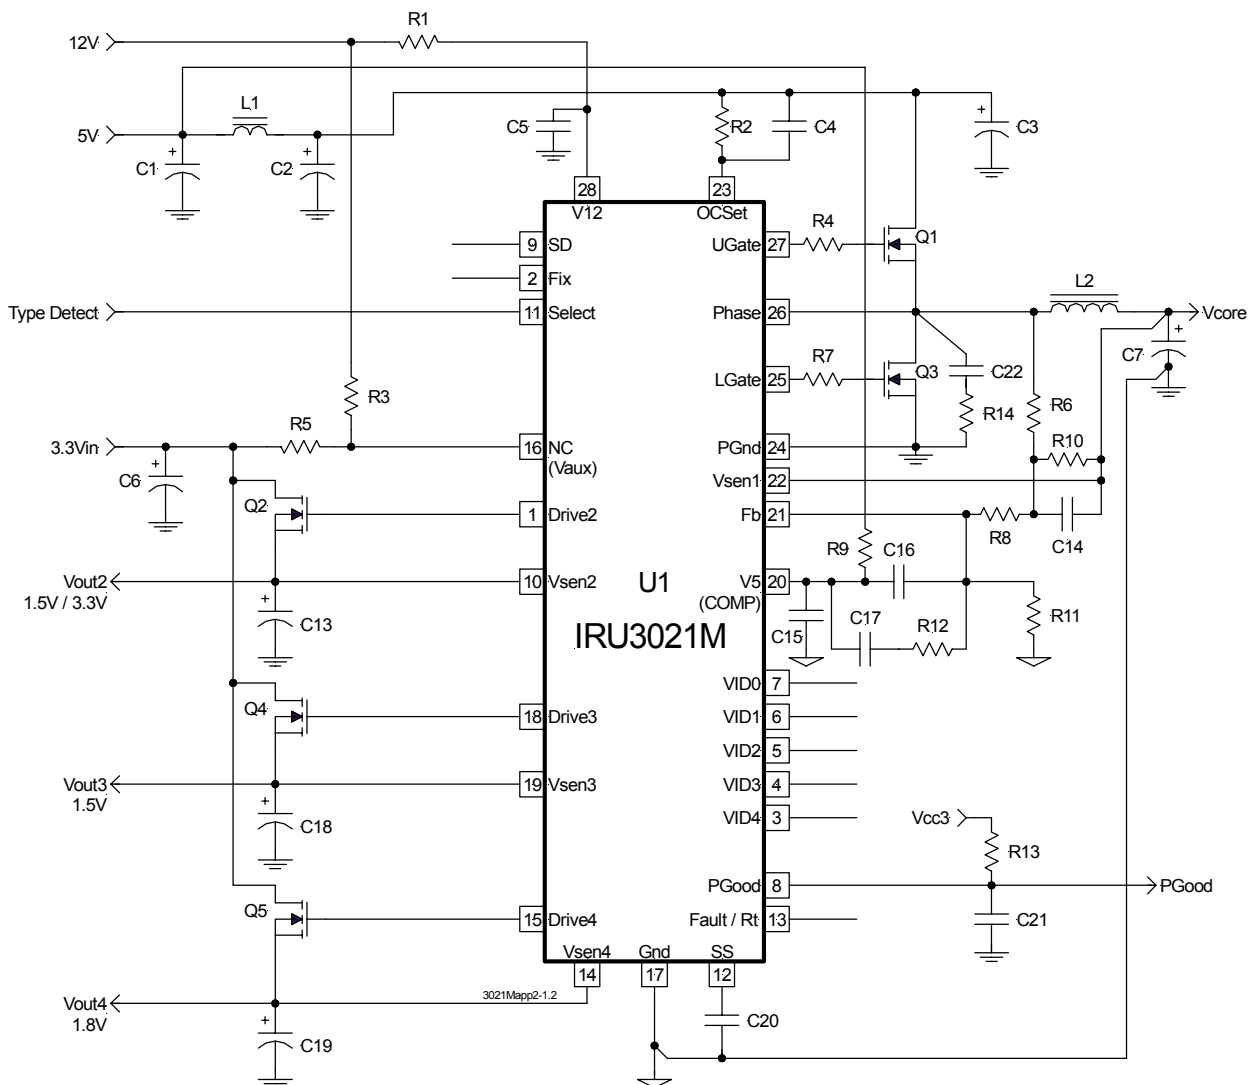 R1
12V
L1
5V
C1
C2
C5
R2
C4
C3
28
23
V12
OCSet
9
SD
UGate
27
R4
Q1
2
Fix
L2
Type Detect
11
Select
Phase
26
Vcore
C7
R3
LGate
25
R7
Q3
C22
R14
R6
R5
3.3Vin
16
NC
(Vaux)
PGnd
24
R10
C6
Vsen1
22
Q2
1
Drive2
Fb
21
R8
C14
R9
C16
Vout2
1.5V / 3.3V
10
Vsen2
U1
V5
(COMP)
20
C13
C15
C17
R12
R11
IRU3021M
VID0
7
Q4
18
Drive3
VID1
6
VID2
5
Vout3
1.5V
19
Vsen3
VID3
4
C18
VID4
3
Vcc3
R13
PGood
8
PGood
Q5
15
Drive4
Fault / Rt
13
C21
Vsen4
Gnd
SS
14
17
12
Vout4
1.8V
3021Mapp2-1.2
C20
C19
+
+
+
+
+
+
+
+